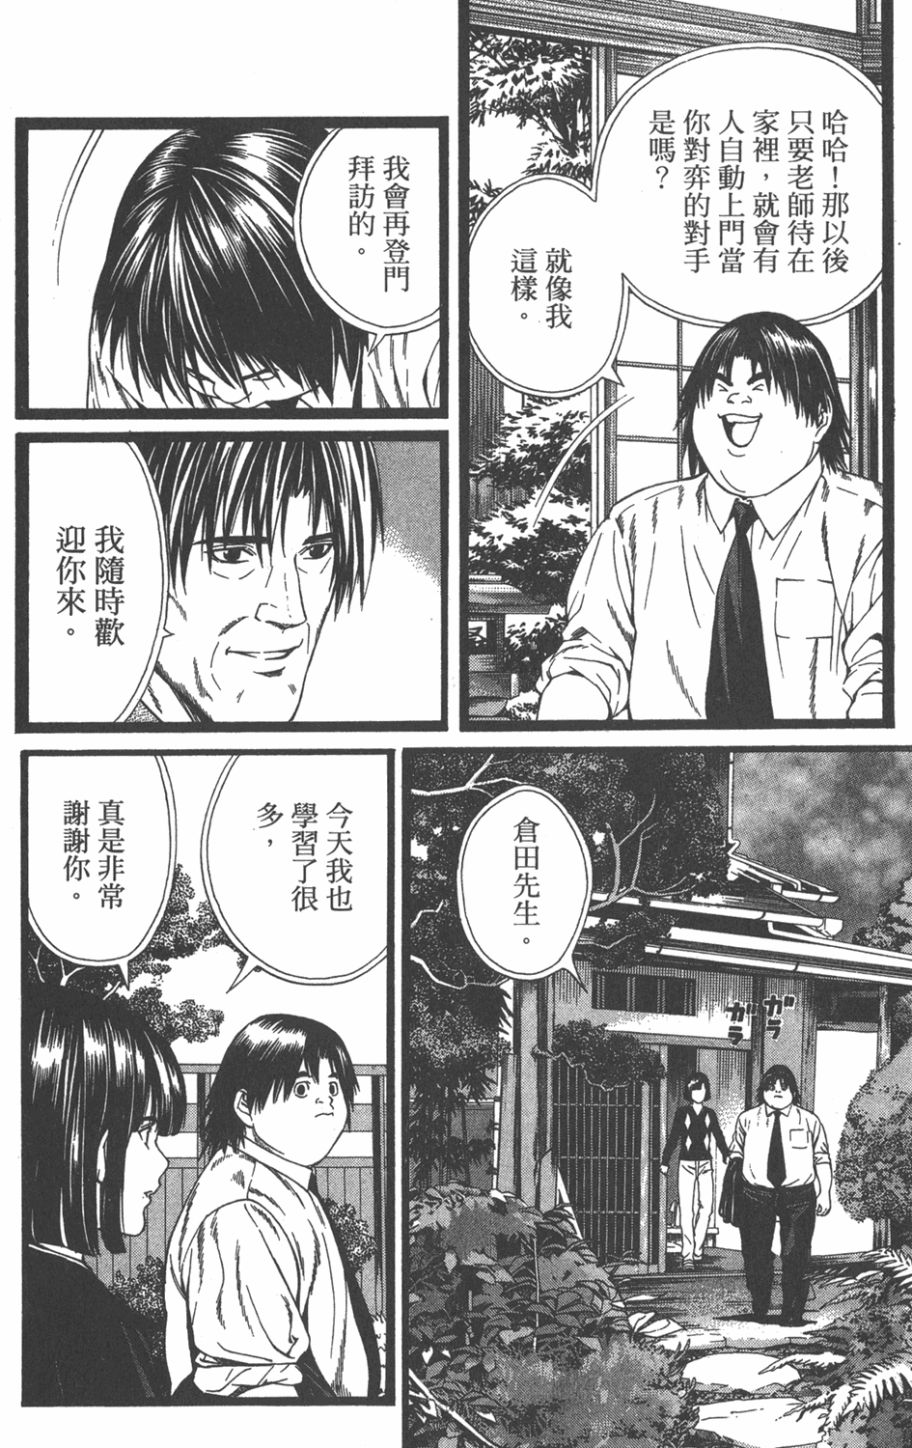 哈哈！那以後
只要老師待在
家裡，就會有
人自動上門當
你對弈的對手
是嗎？
就像我
這樣。
我會再登門
拜訪的。
我隨時歡
迎你來。
倉田先生。
ガラ
ガラ
今天我也
學習了很
多，
真是非常
謝謝你。